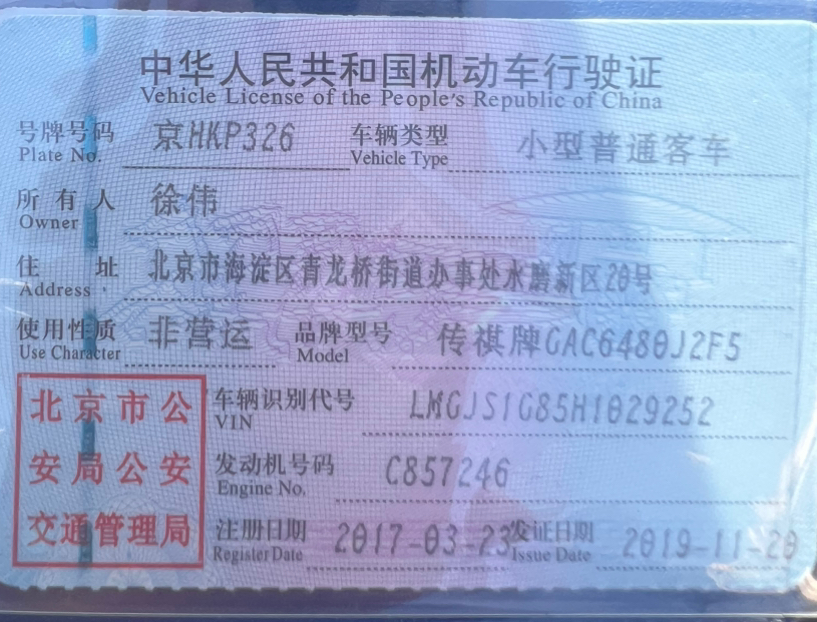 中华人民共和国机动车行驶证
Vehicle License of the People's Republic of China
号牌号码 京HKP326 车辆类型 小型普通客车
Plate No. Vehicle Type
所有人 徐伟
Owner
住址 北京市海淀区青龙桥街道办事处水磨新区20号
Address
使用性质 非营运 品牌型号 传祺牌GAC6480J2F5
Use Character Model
北京市公 车辆识别代号 LMGJS1G85H1029252
VIN
安局公安 发动机号码 C857246
Engine No.
交通管理局 注册日期 2017-03-23 发证日期 2019-11-20
Register Date Issue Date